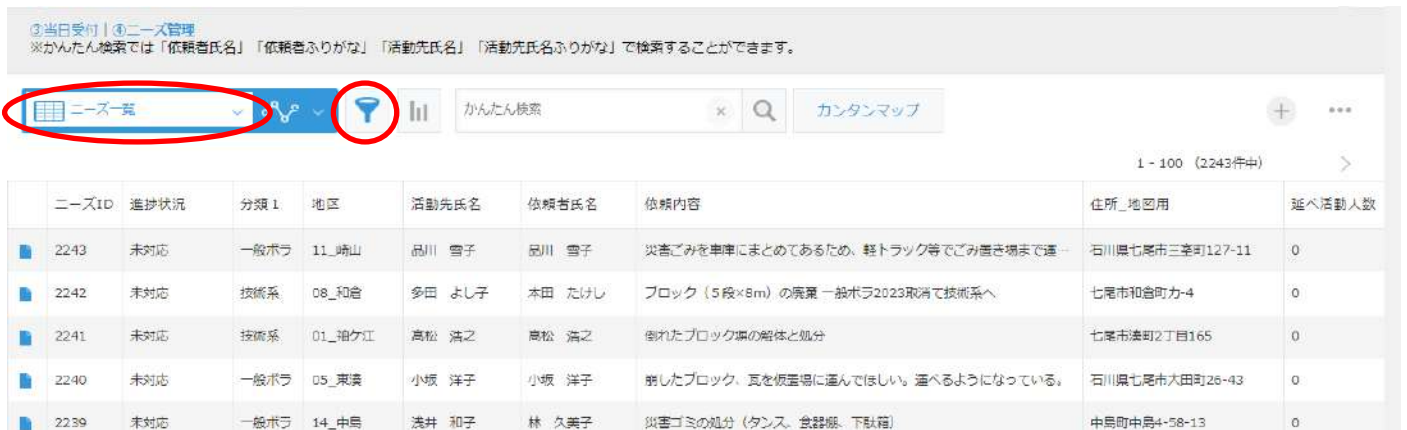 ③当日受付 | ④ニーズ管理
※かんたん検索では「依頼者氏名」「依頼者ふりがな」「活動先氏名」「活動先氏名ふりがな」で検索することができます。
ニーズ一覧 かんたん検索 × カンタンマップ + •••
1 - 100 (2243件中) >
ニーズID 進捗状況 分類1 地区 活動先氏名 依頼者氏名 依頼内容 住所_地図用 延べ活動人数
2243 未対応 一般ボラ 11_崎山 品川 雪子 品川 雪子 災害ごみを車庫にまとめてあるため、軽トラック等でごみ置き場まで運… 石川県七尾市三室町127-11 0
2242 未対応 技術系 08_和倉 多田 よし子 本田 たけし ブロック(5段×8m)の廃棄 一般ボラ2023取消て技術系へ 七尾市和倉町カ-4 0
2241 未対応 技術系 01_袖ケ江 高松 浩之 高松 浩之 倒れたブロック塀の解体と処分 七尾市湊町2丁目165 0
2240 未対応 一般ボラ 05_東湊 小坂 洋子 小坂 洋子 崩したブロック、瓦を仮置場に運んでほしい。運べるようになっている。 石川県七尾市大田町26-43 0
2239 未対応 一般ボラ 14_中島 浅井 和子 林 久美子 災害ゴミの処分(タンス、食器棚、下駄箱) 中島町中島4-58-13 0